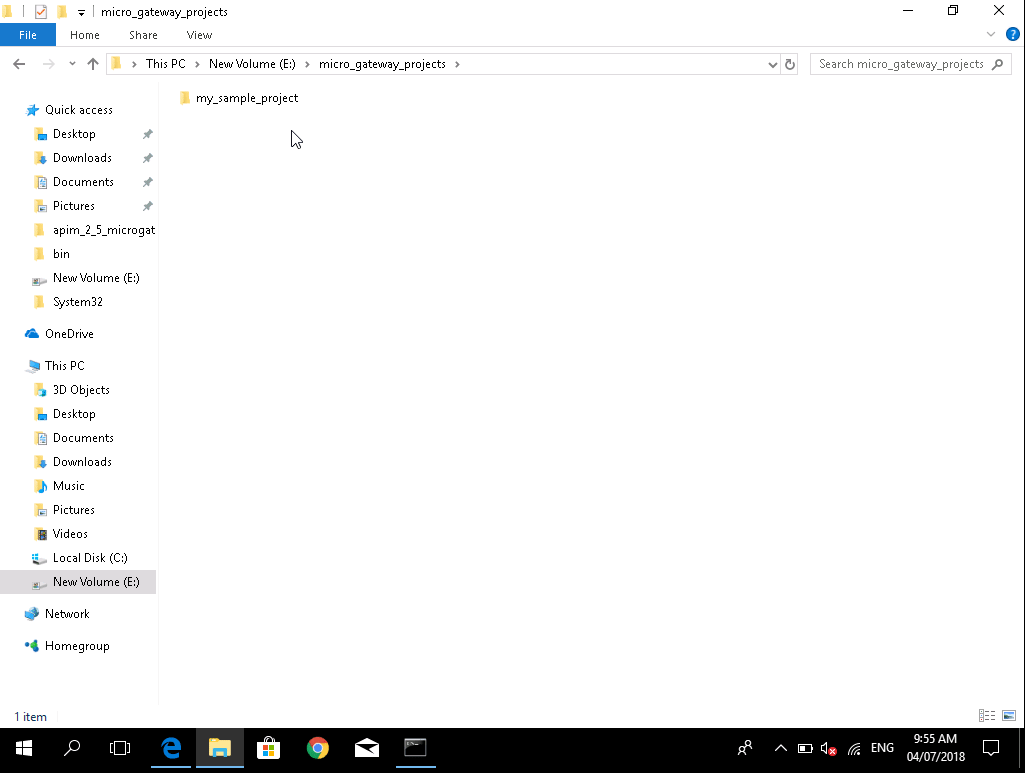 micro_gateway_projects
File Home Share View
This PC New Volume (E:) micro_gateway_projects Search micro_gateway_projects
Quick access
my_sample_project
Desktop
Downloads
Documents
Pictures
apim_2_5_microgat
bin
New Volume (E:)
System32
OneDrive
This PC
3D Objects
Desktop
Documents
Downloads
Music
Pictures
Videos
Local Disk (C:)
New Volume (E:)
Network
Homegroup
1 item
ENG
9:55 AM
04/07/2018